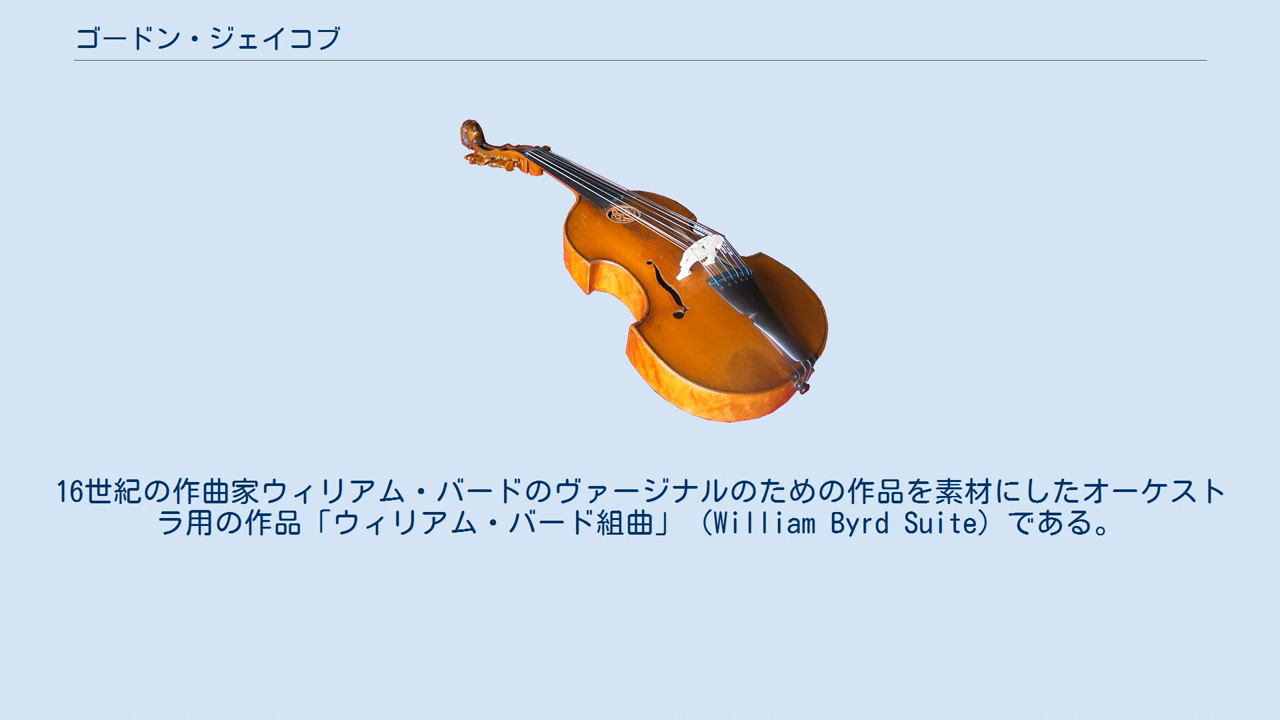 ゴードン・ジェイコブ
16世紀の作曲家ウィリアム・バードのヴァージナルのための作品を素材にしたオーケスト
ラ用の作品「ウィリアム・バード組曲」（William Byrd Suite）である。